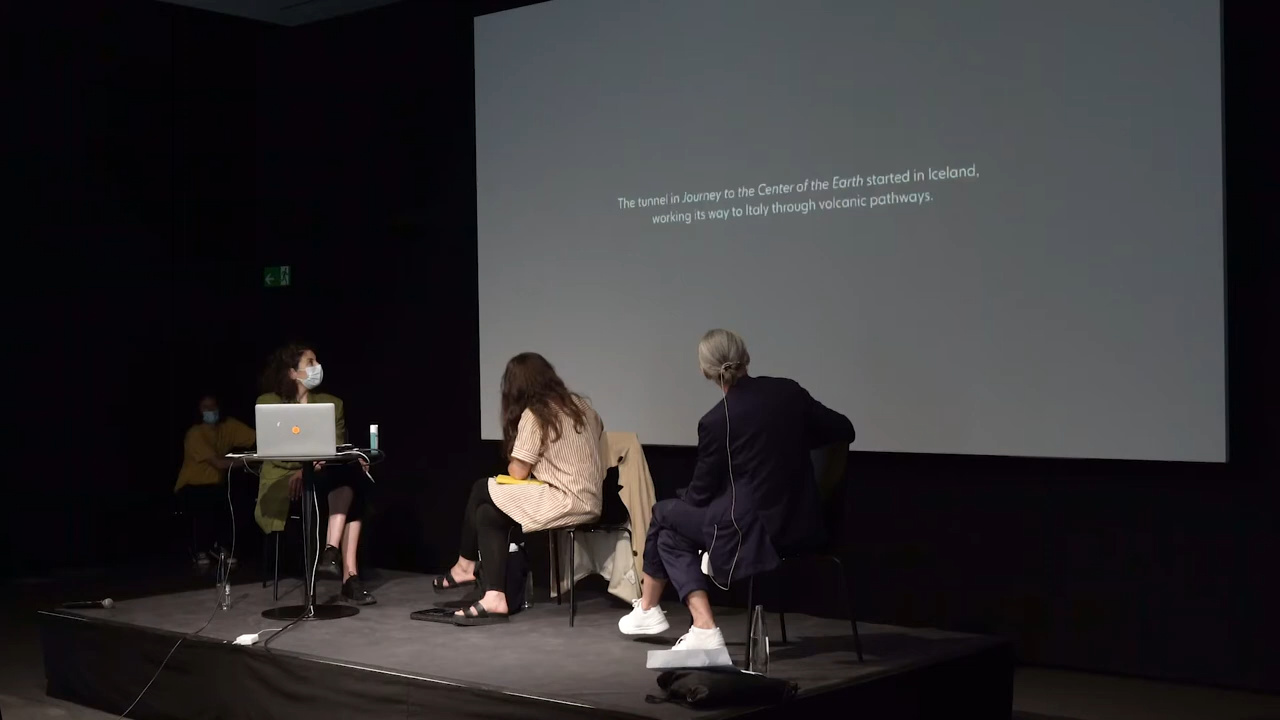 The tunnel in Journey to the Center of the Earth started in Iceland,
working its way to Italy through volcanic pathways.